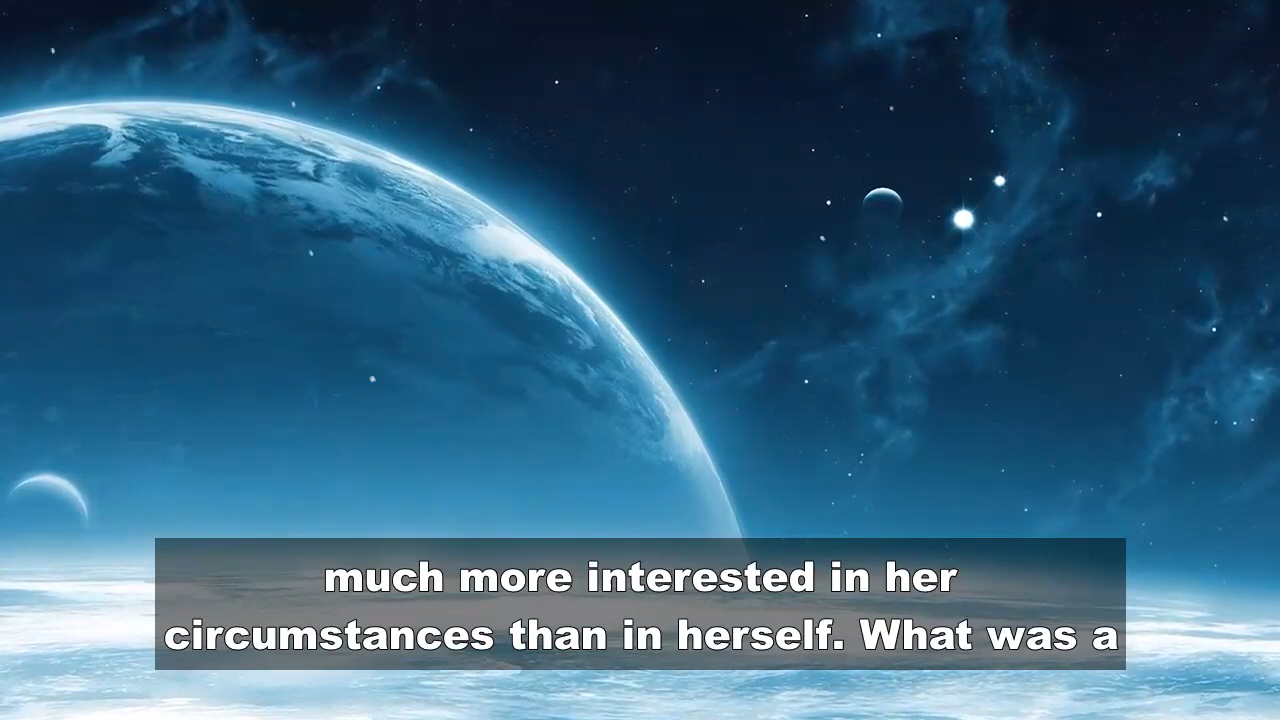 much more interested in her
circumstances than in herself. What was a